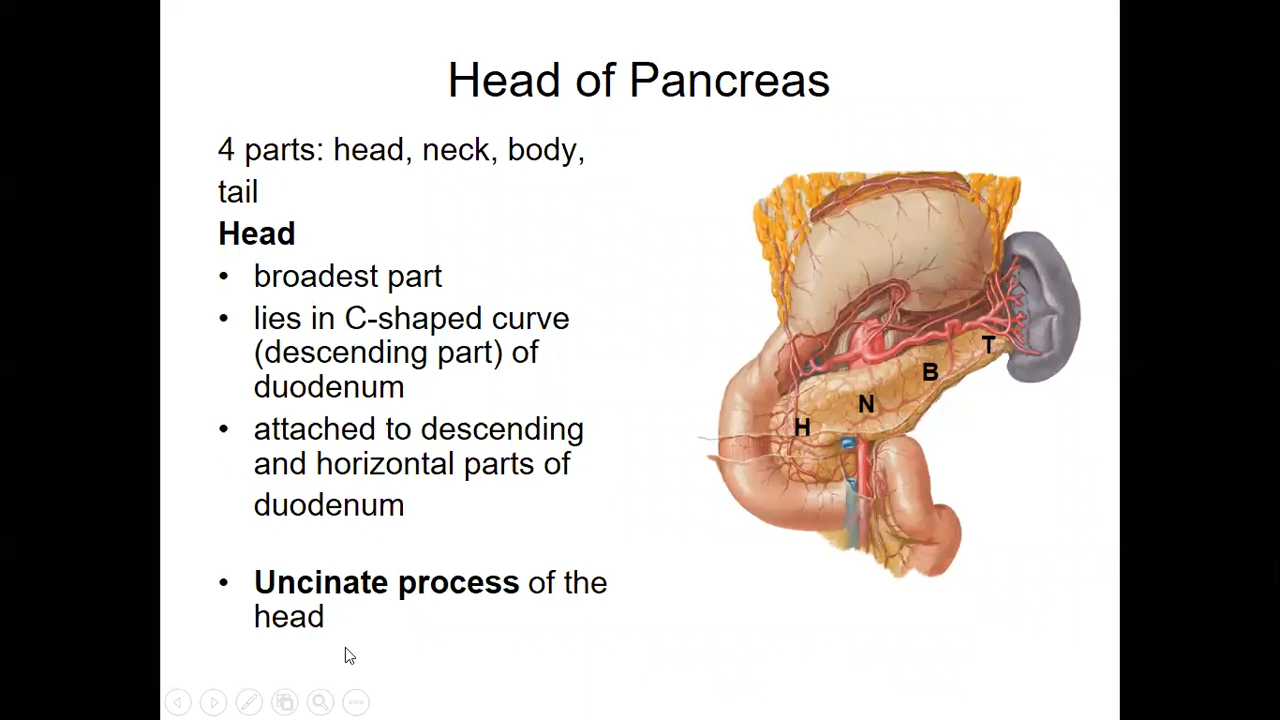 Head of Pancreas
4 parts: head, neck, body,
tail
Head
• broadest part
• lies in C-shaped curve
(descending part) of
duodenum
• attached to descending
and horizontal parts of
duodenum
• Uncinate process of the
head
T
B
N
H